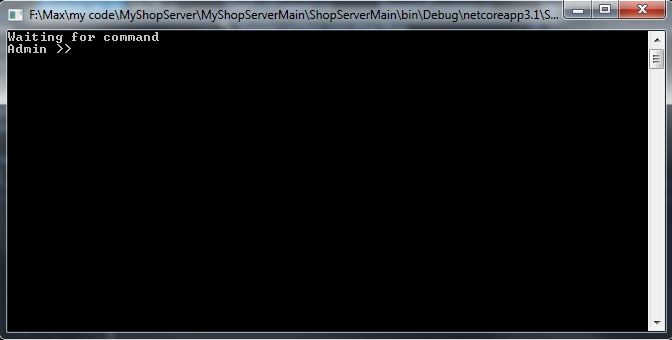 F:\Max\my code\MyShopServer\MyShopServerMain\ShopServerMain\bin\Debug\netcoreapp3.1\S...
Waiting for command
Admin >>